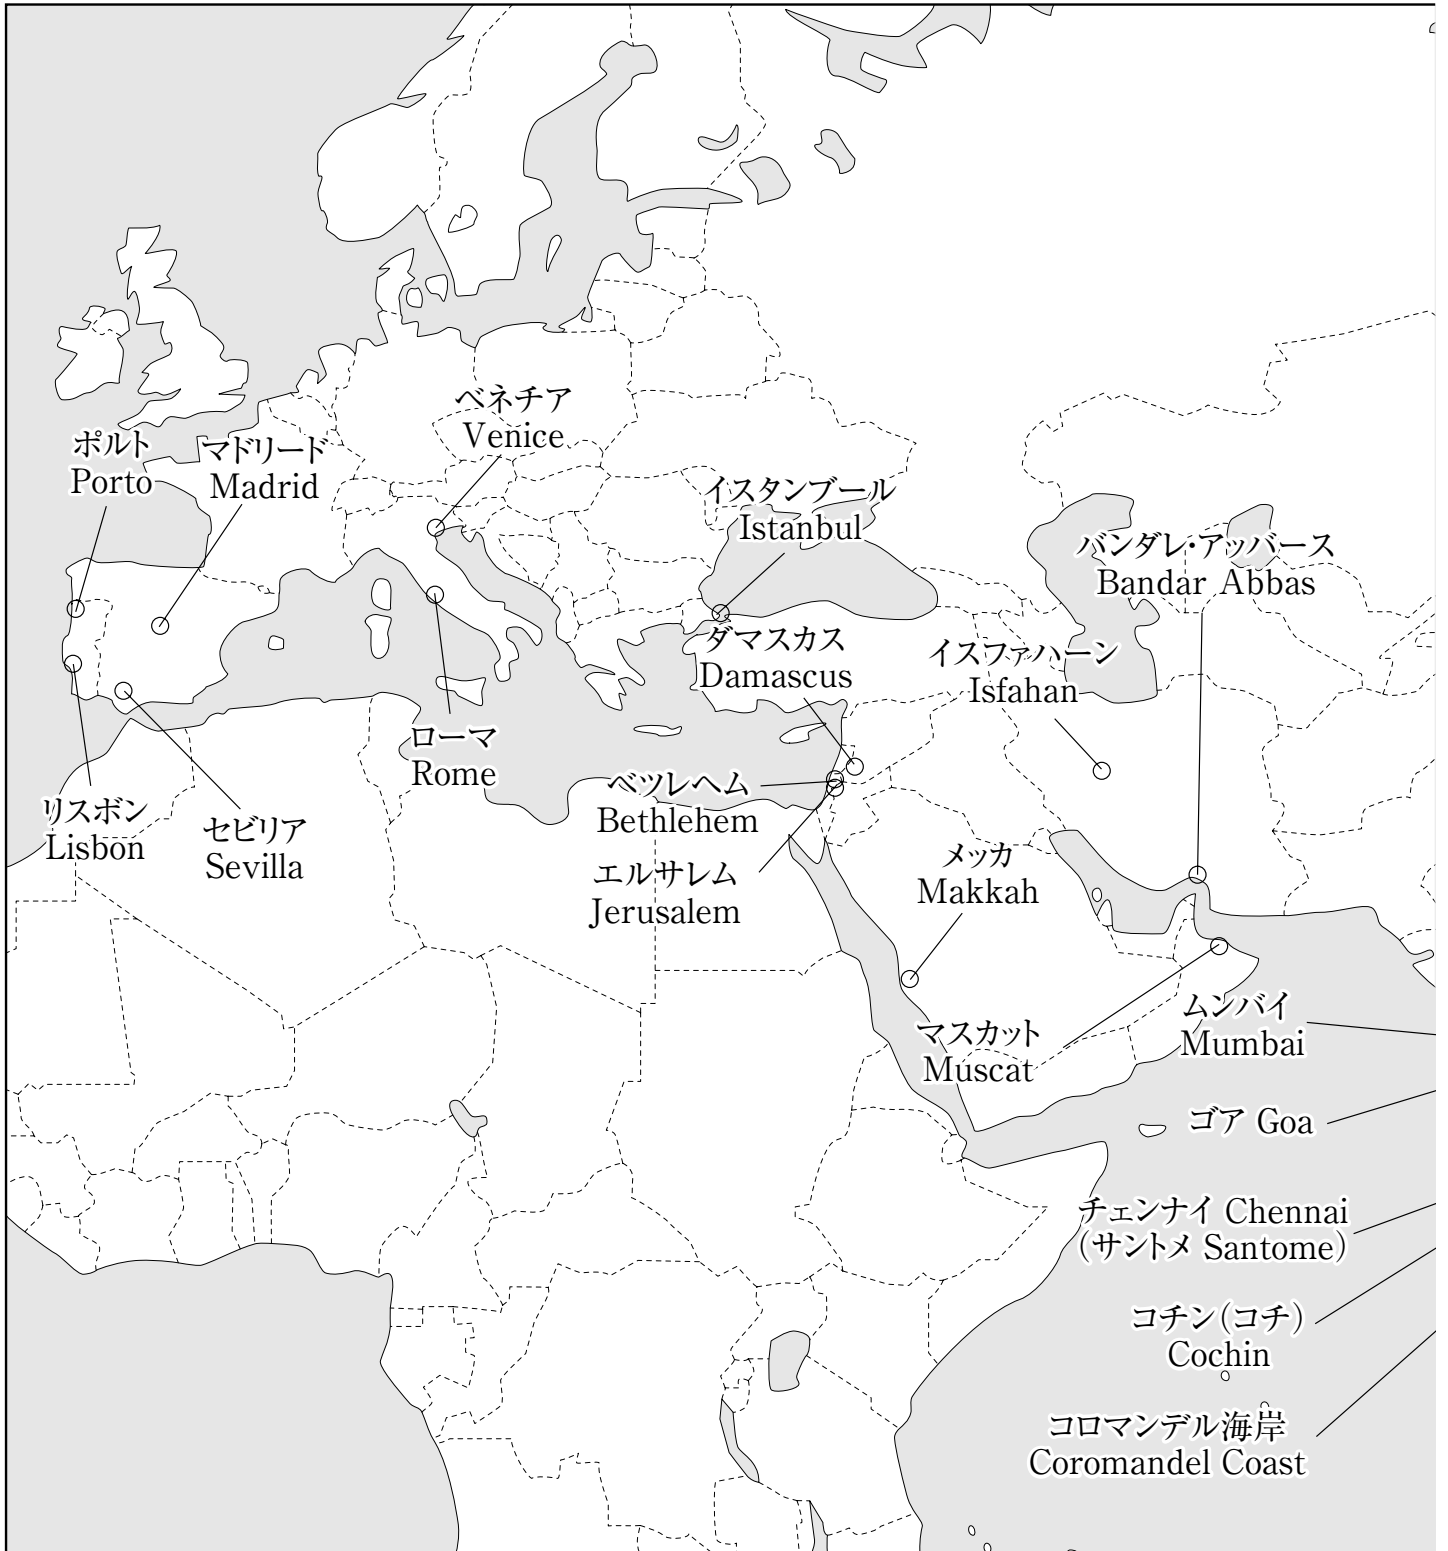 ベネチア
Venice
ポルト
Porto
マドリード
Madrid
イスタンブール
Istanbul
バンダレ・アッバース
Bandar Abbas
ダマスカス
Damascus
イスファハーン
Isfahan
ローマ
Rome
ベツレヘム
Bethlehem
リスボン
Lisbon
セビリア
Sevilla
エルサレム
Jerusalem
メッカ
Makkah
マスカット
Muscat
ムンバイ
Mumbai
ゴア Goa
チェンナイ Chennai
(サントメ Santome)
コチン(コチ)
Cochin
コロマンデル海岸
Coromandel Coast